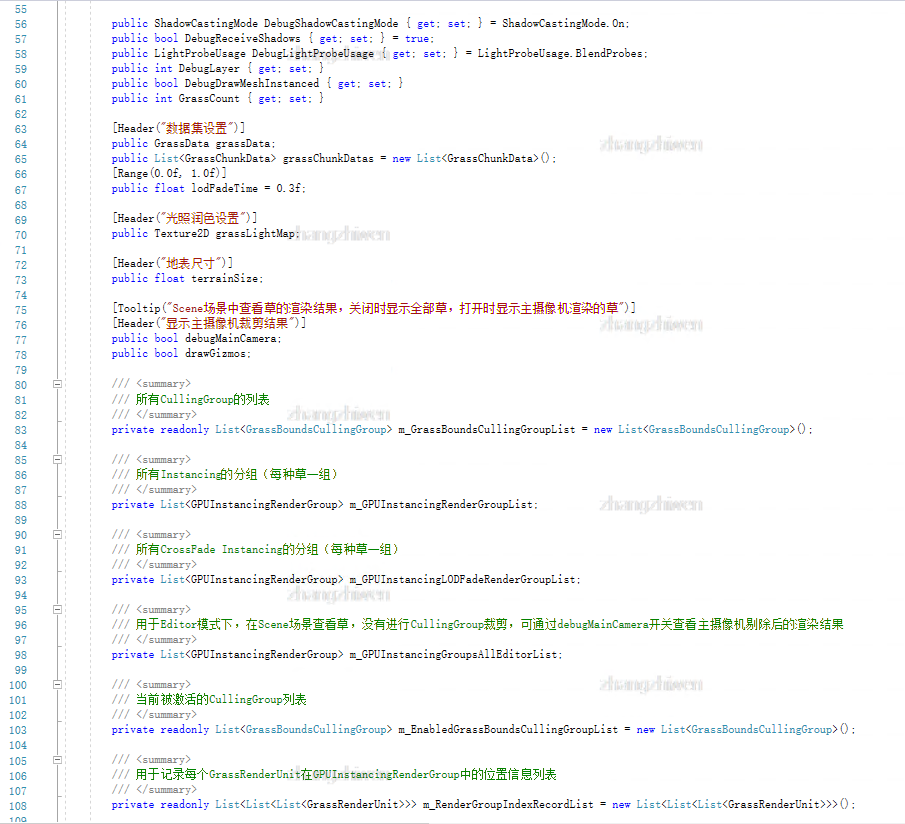 55
56 public ShadowCastingMode DebugShadowCastingMode { get; set; } = ShadowCastingMode.On;
57 public bool DebugReceiveShadows { get; set; } = true;
58 public LightProbeUsage DebugLightProbeUsage { get; set; } = LightProbeUsage.BlendProbes;
59 public int DebugLayer { get; set; }
60 public bool DebugDrawMeshInstanced { get; set; }
61 public int GrassCount { get; set; }
62
63 [Header("数据集设置")]
64 public GrassData grassData;
zhangzhiwen
65 public List<GrassChunkData> grassChunkDatas = new List<GrassChunkData>();
66 [Range(0.0f, 1.0f)]
67 public float lodFadeTime = 0.3f;
68
69 [Header("光照润色设置")]
70 public Texture2D grassLightMap;
zhangzhiwen
71
72 [Header("地表尺寸")]
73 public float terrainSize;
74
75 [Tooltip("Scene场景中查看草的渲染结果，关闭时显示全部草，打开时显示主摄像机渲染的草")]
76 [Header("显示主摄像机裁剪结果")]
zhangzhiwen
77 public bool debugMainCamera;
78 public bool drawGizmos;
79
80 /// <summary>
81 /// 所有CullingGroup的列表
82 /// </summary>
zhangzhiwen
83 private readonly List<GrassBoundsCullingGroup> m_GrassBoundsCullingGroupList = new List<GrassBoundsCullingGroup>();
84
85 /// <summary>
86 /// 所有Instancing的分组（每种草一组）
87 /// </summary>
88 private List<GPUInstancingRenderGroup> m_GPUInstancingRenderGroupList;
zhangzhiwen
89
90 /// <summary>
91 /// 所有CrossFade Instancing的分组（每种草一组）
92 /// </summary>
93 private List<GPUInstancingRenderGroup> m_GPUInstancingLODFadeRenderGroupList;
94
zhangzhiwen
95 /// <summary>
96 /// 用于Editor模式下，在Scene场景查看草，没有进行CullingGroup裁剪，可通过debugMainCamera开关查看主摄像机剔除后的渲染结果
97 /// </summary>
98 private List<GPUInstancingRenderGroup> m_GPUInstancingGroupsAllEditorList;
99
100 /// <summary>
zhangzhiwen
101 /// 当前被激活的CullingGroup列表
102 /// </summary>
103 private readonly List<GrassBoundsCullingGroup> m_EnabledGrassBoundsCullingGroupList = new List<GrassBoundsCullingGroup>();
104
105 /// <summary>
106 /// 用于记录每个GrassRenderUnit在GPUInstancingRenderGroup中的位置信息列表
107 /// </summary>
108 private readonly List<List<List<GrassRenderUnit>>> m_RenderGroupIndexRecordList = new List<List<List<GrassRenderUnit>>>();
109